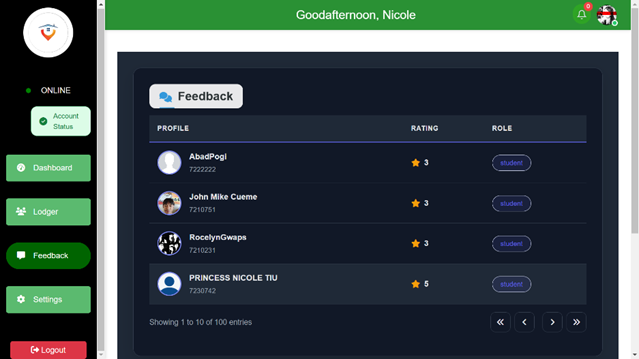 Goodafternoon, Nicole
0
ONLINE
Account
Status
Dashboard
Lodger
Feedback
Settings
Logout
Feedback
PROFILE RATING ROLE
AbadPogi
7222222
3
student
John Mike Cueme
7210751
3
student
RocelynGwaps
7210231
3
student
PRINCESS NICOLE TIU
7230742
5
student
Showing 1 to 10 of 100 entries